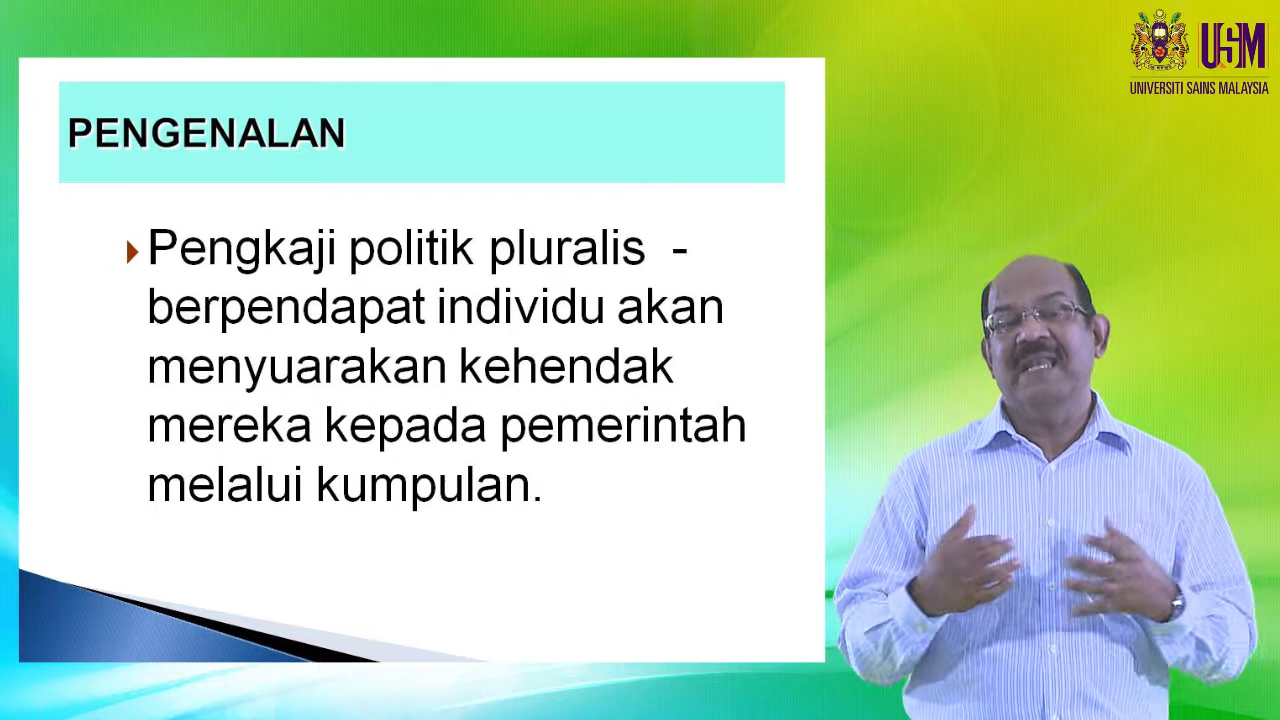 USM
UNIVERSITI SAINS MALAYSIA
PENGENALAN
Pengkaji politik pluralis -
berpendapat individu akan
menyuarakan kehendak
mereka kepada pemerintah
melalui kumpulan.